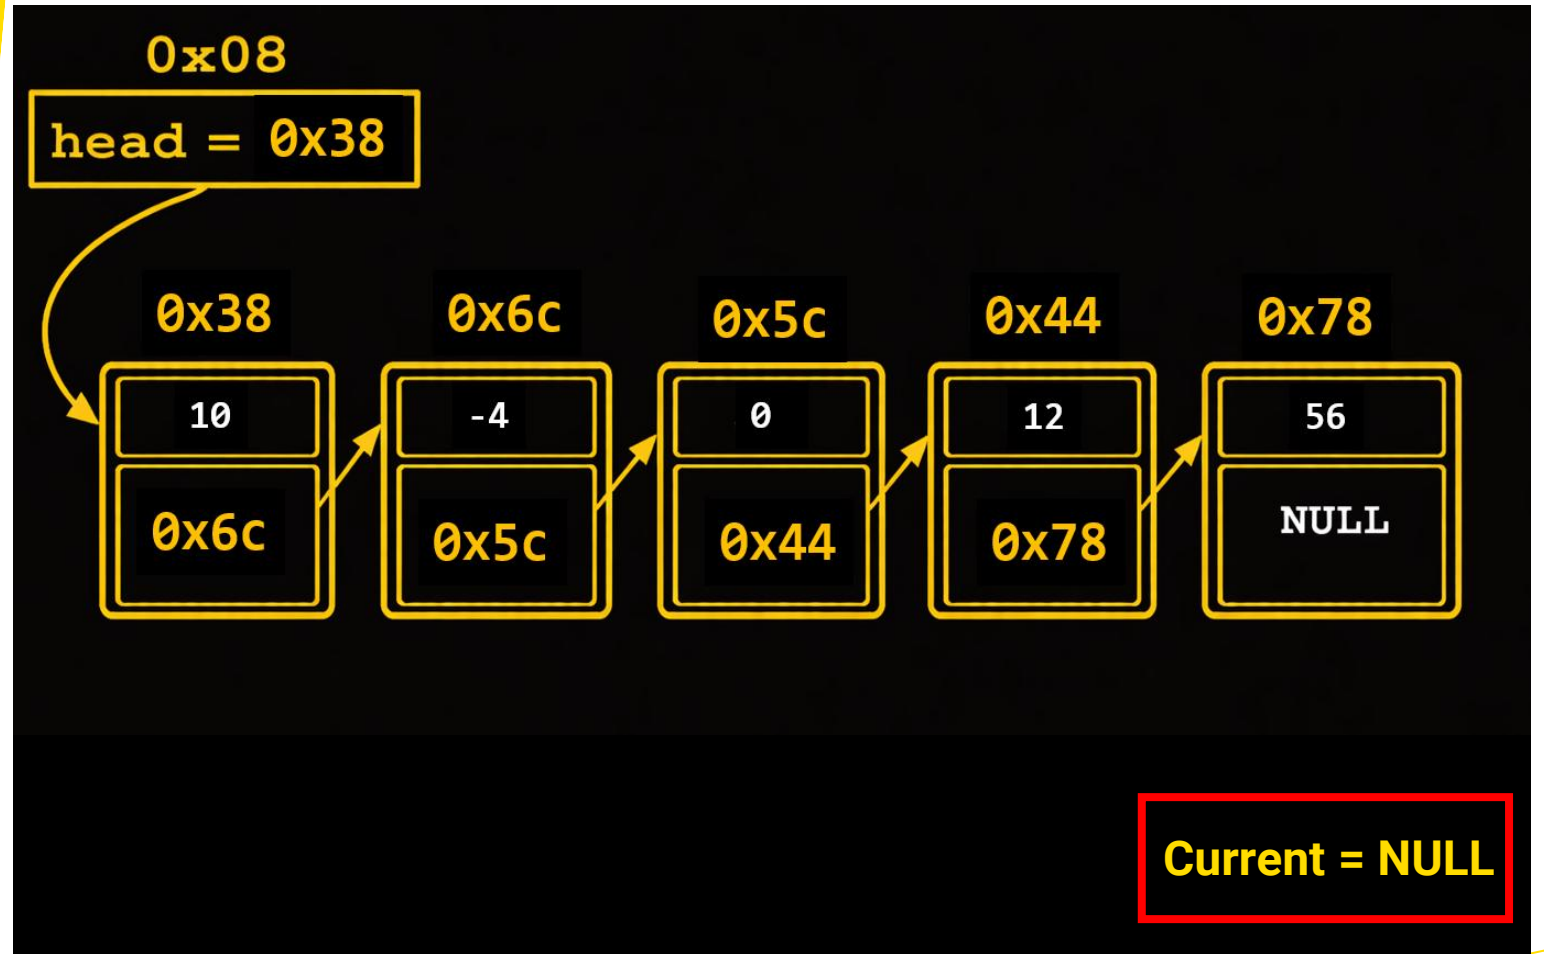 0x08
head = 0x38
0x38 0x6c 0x5c 0x44 0x78
10 -4 0 12 56
0x6c 0x5c 0x44 0x78 NULL
Current = NULL